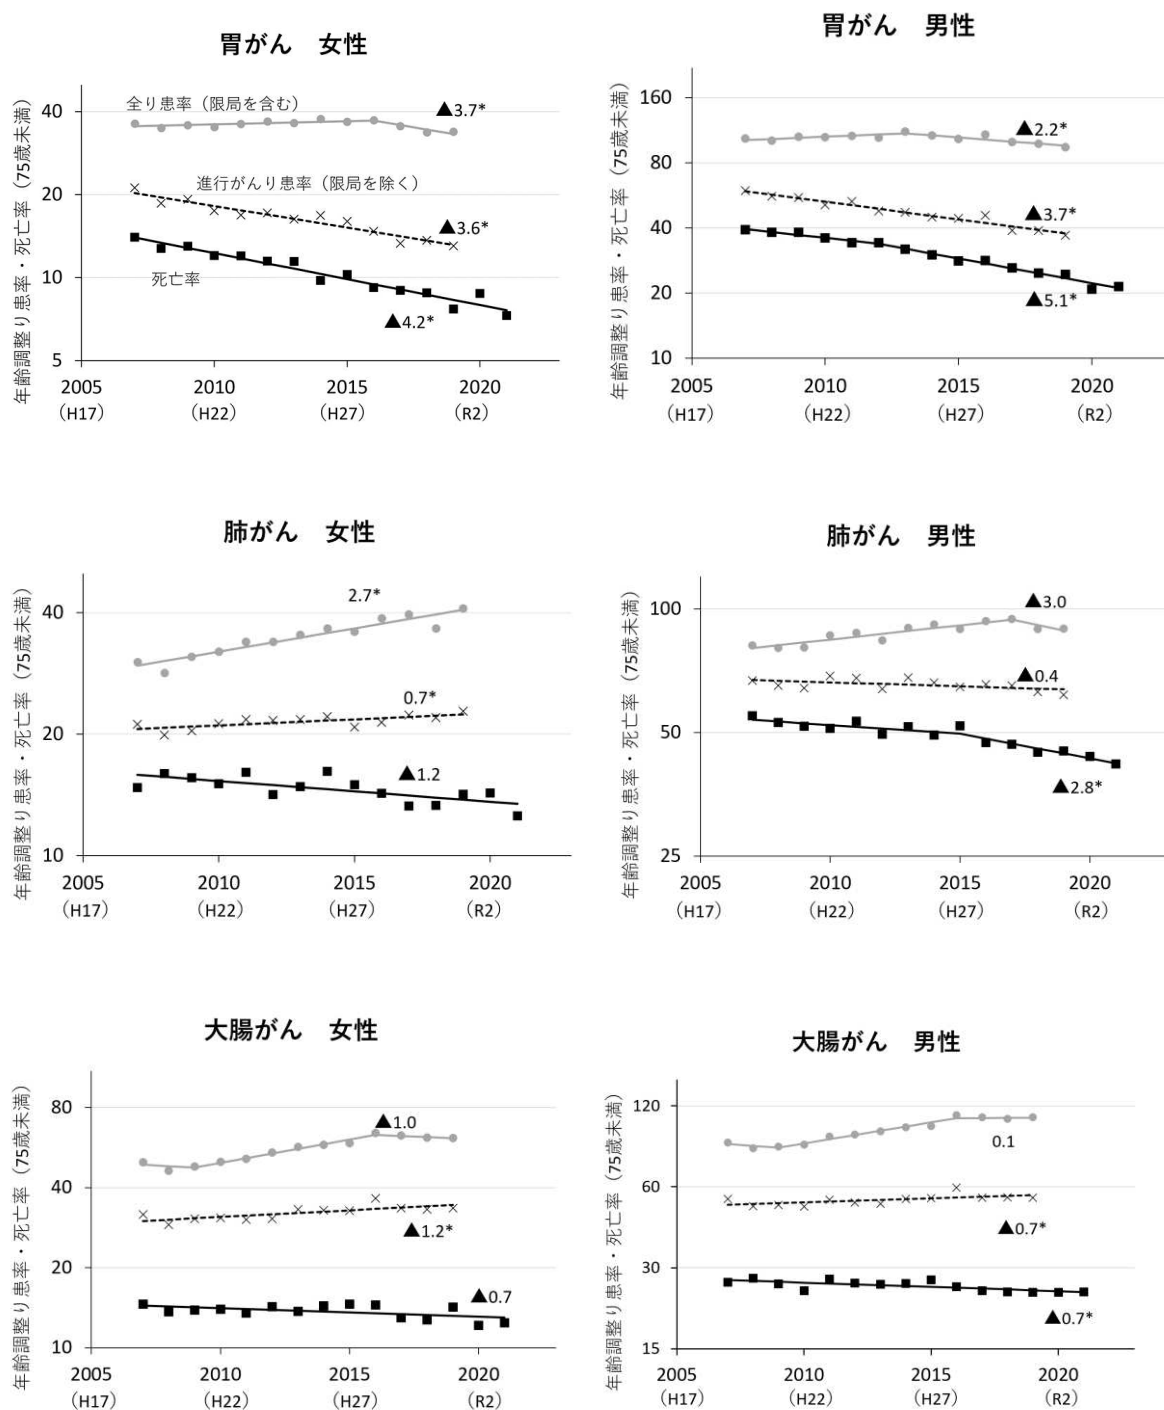 胃がん 女性
年齢調整り患率・死亡率（75歳未満）
40
20
10
5
全り患率（限局を含む）
▲3.7*
進行がんり患率（限局を除く）
▲3.6*
死亡率
▲4.2*
2005 2010 2015 2020
（H17） （H22） （H27） （R2）
胃がん 男性
年齢調整り患率・死亡率（75歳未満）
160
80
40
20
10
▲2.2*
▲3.7*
▲5.1*
2005 2010 2015 2020
（H17） （H22） （H27） （R2）
肺がん 女性
年齢調整り患率・死亡率（75歳未満）
40
20
10
2.7*
0.7*
▲1.2
2005 2010 2015 2020
（H17） （H22） （H27） （R2）
肺がん 男性
年齢調整り患率・死亡率（75歳未満）
100
50
25
▲3.0
▲0.4
▲2.8*
2005 2010 2015 2020
（H17） （H22） （H27） （R2）
大腸がん 女性
年齢調整り患率・死亡率（75歳未満）
80
40
20
10
▲1.0
▲1.2*
▲0.7
2005 2010 2015 2020
（H17） （H22） （H27） （R2）
大腸がん 男性
年齢調整り患率・死亡率（75歳未満）
120
60
30
15
0.1
▲0.7*
▲0.7*
2005 2010 2015 2020
（H17） （H22） （H27） （R2）